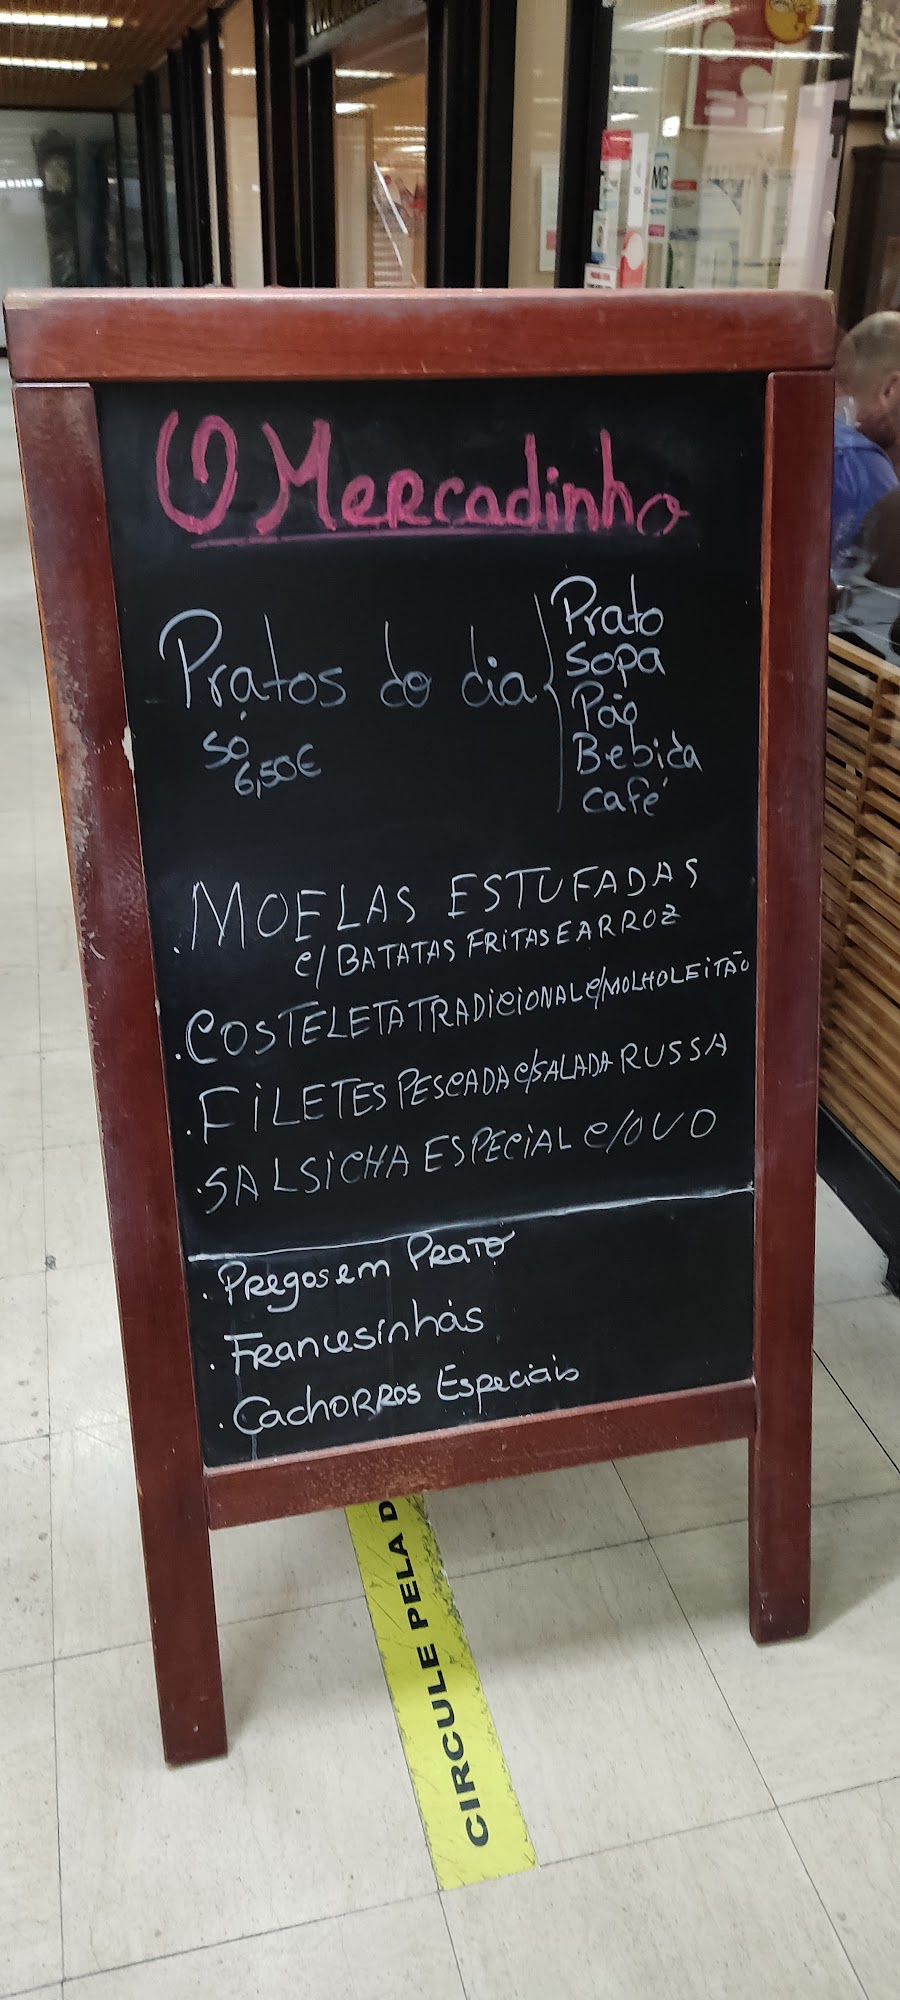 O Mercadinho
Pratos do dia
só
6,50€
Prato
Sopa
Pão
Bebida
café
. MOELAS ESTUFADAS
c/ BATATAS FRITAS E ARROZ
. COSTELETA TRADICIONAL c/ MOLHO LEITÃO
. FILETES PESCADA c/ SALADA RUSSA
. SALSICHA ESPECIAL c/ OVO
. Pregos em Prato
. Francesinhas
. Cachorros Especiais
CIRCULE PELA D
MB